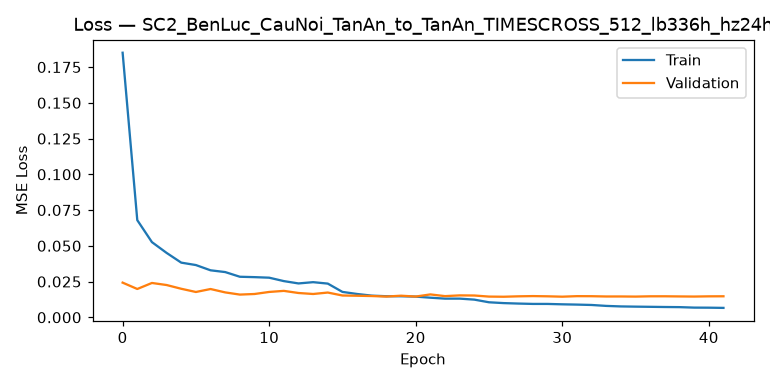 Loss — SC2_BenLuc_CauNoi_TanAn_to_TanAn_TIMESCROSS_512_lb336h_hz24h
Train
Validation
MSE Loss
0.175
0.150
0.125
0.100
0.075
0.050
0.025
0.000
0 10 20 30 40
Epoch